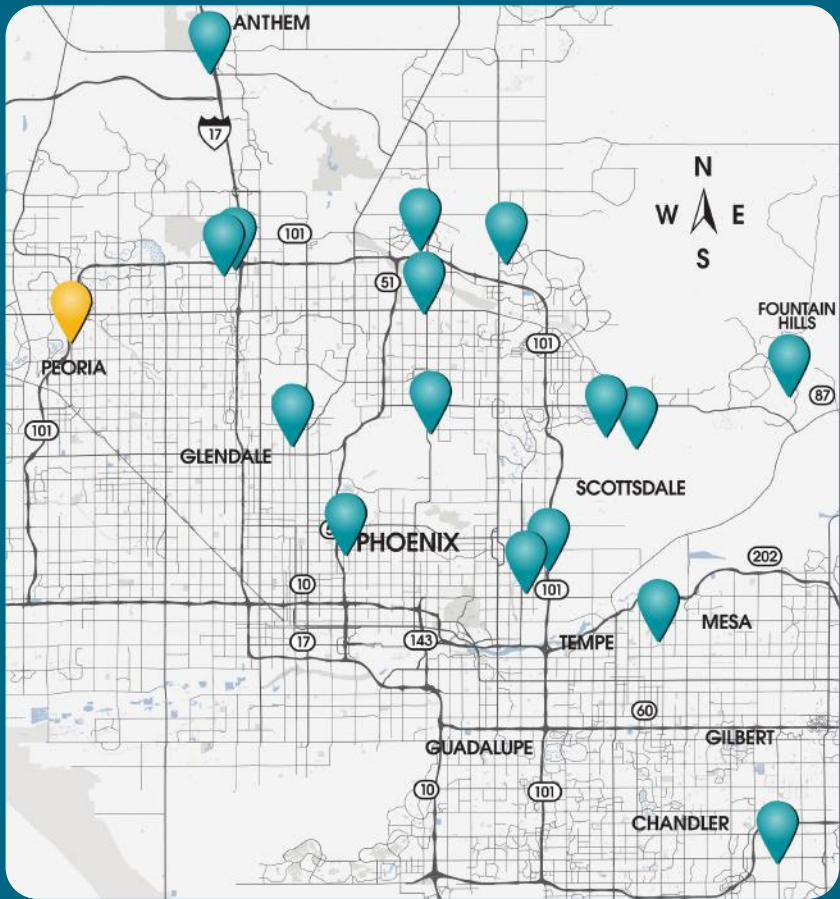 ANTHEM
17
N
W E
S
101
51
FOUNTAIN
HILLS
101
PEORIA
87
101
GLENDALE
SCOTTSDALE
5
PHOENIX
202
10
101
MESA
17
143
TEMPE
60
GUADALUPE
GILBERT
10
101
CHANDLER